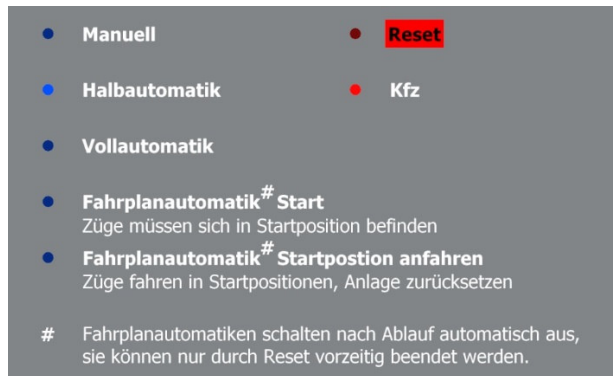 Manuell
Reset
Halbautomatik
Kfz
Vollautomatik
Fahrplanautomatik# Start
Züge müssen sich in Startposition befinden
Fahrplanautomatik# Startpostion anfahren
Züge fahren in Startpositionen, Anlage zurücksetzen
# Fahrplanautomatiken schalten nach Ablauf automatisch aus,
sie können nur durch Reset vorzeitig beendet werden.